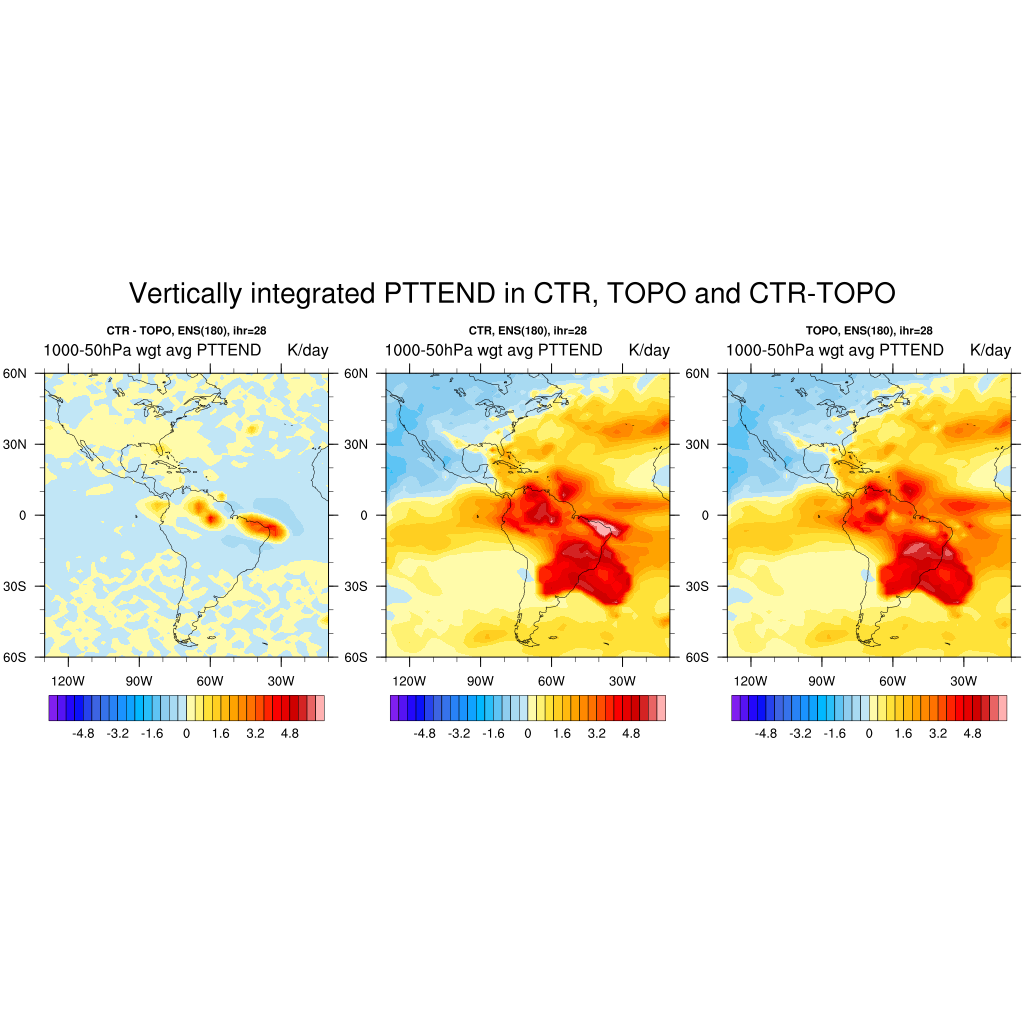 Vertically integrated PTTEND in CTR, TOPO and CTR-TOPO
CTR - TOPO, ENS(180), ihr=28
1000-50hPa wgt avg PTTEND K/day
60N
30N
0
30S
60S
120W 90W 60W 30W
-4.8 -3.2 -1.6 0 1.6 3.2 4.8
CTR, ENS(180), ihr=28
1000-50hPa wgt avg PTTEND K/day
60N
30N
0
30S
60S
120W 90W 60W 30W
-4.8 -3.2 -1.6 0 1.6 3.2 4.8
TOPO, ENS(180), ihr=28
1000-50hPa wgt avg PTTEND K/day
60N
30N
0
30S
60S
120W 90W 60W 30W
-4.8 -3.2 -1.6 0 1.6 3.2 4.8